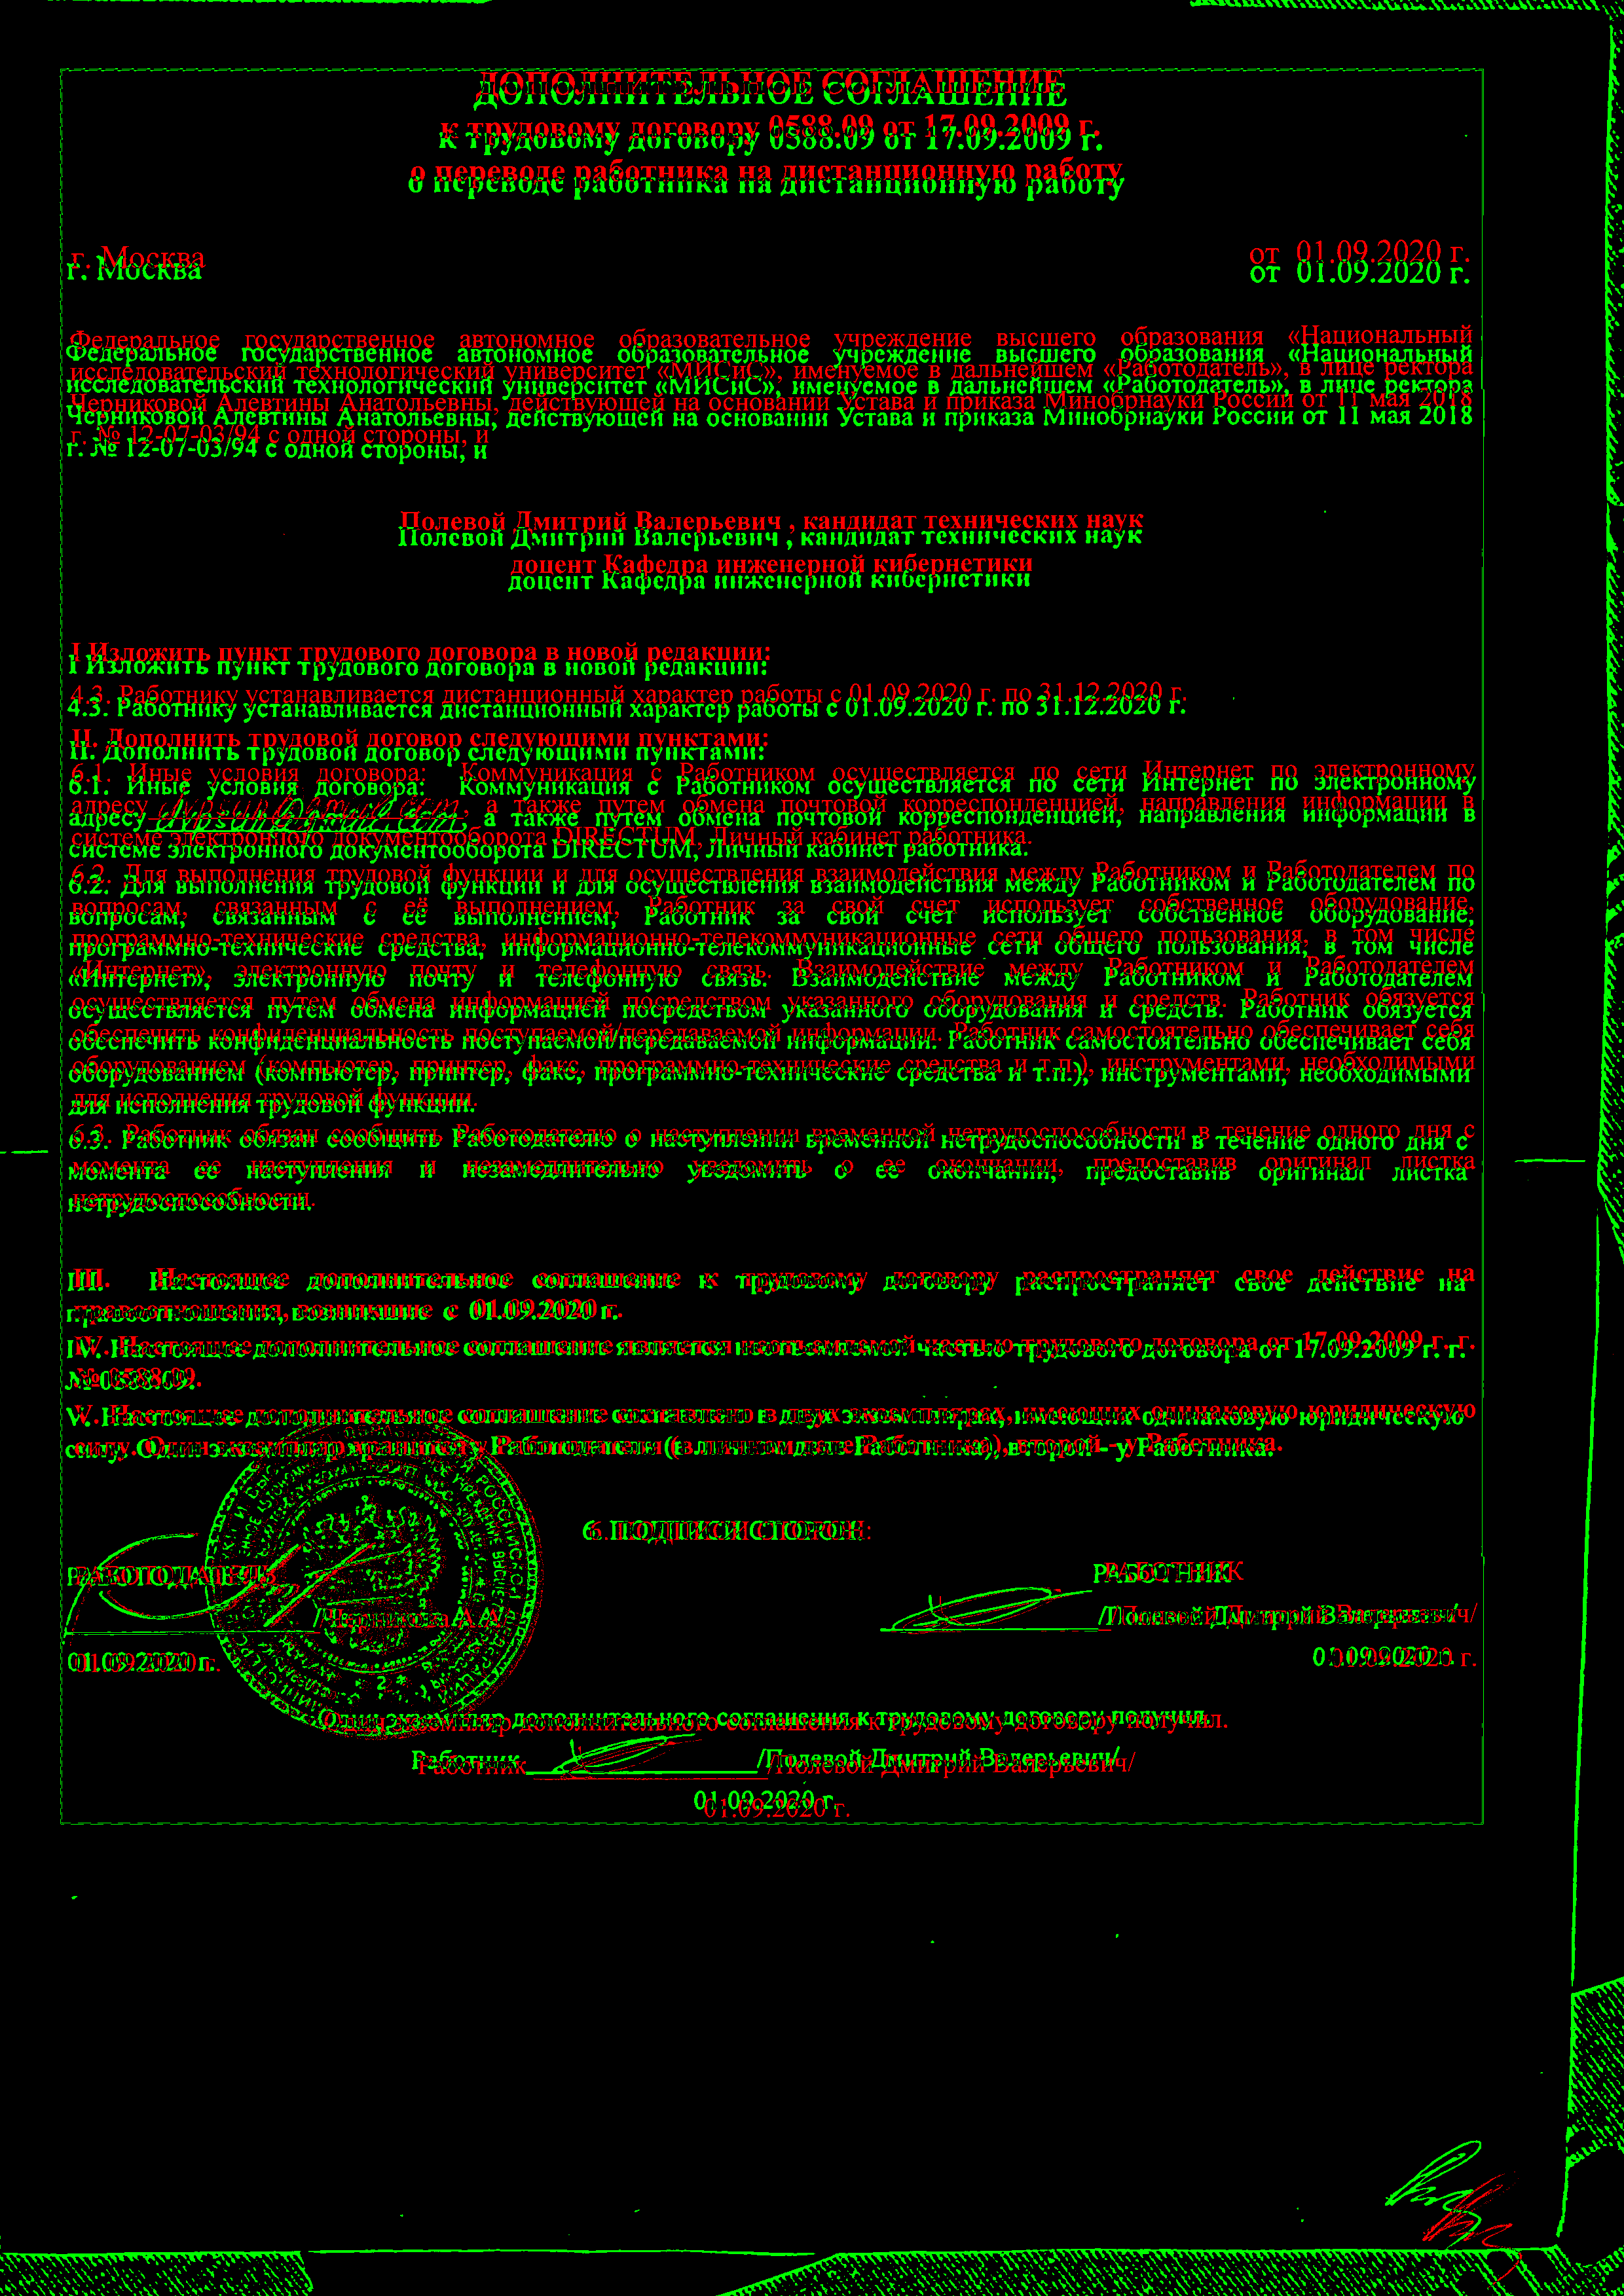 ДОПОЛНИТЕЛЬНОЕ СОГЛАШЕНИЕ
к трудовому договору 0588.09 от 17.09.2009 г.
о переводе работника на дистанционную работу
г. Москва
от 01.09.2020 г.
Федеральное государственное автономное образовательное учреждение высшего образования «Национальный
исследовательский технологический университет «МИСиС», именуемое в дальнейшем «Работодатель», в лице ректора
Черниковой Алевтины Анатольевны, действующей на основании Устава и приказа Минобрнауки России от 11 мая 2018
г. № 12-07-03/94 с одной стороны, и
Полевой Дмитрий Валерьевич , кандидат технических наук
доцент Кафедра инженерной кибернетики
I Изложить пункт трудового договора в новой редакции:
4.3. Работнику устанавливается дистанционный характер работы с 01.09.2020 г. по 31.12.2020 г.
II. Дополнить трудовой договор следующими пунктами:
6.1. Иные условия договора: Коммуникация с Работником осуществляется по сети Интернет по электронному
адресу , а также путем обмена почтовой корреспонденцией, направления информации в
системе электронного документооборота DIRECTUM, Личный кабинет работника.
6.2. Для выполнения трудовой функции и для осуществления взаимодействия между Работником и Работодателем по
вопросам, связанным с её выполнением, Работник за свой счет использует собственное оборудование,
программно-технические средства, информационно-телекоммуникационные сети общего пользования, в том числе
«Интернет», электронную почту и телефонную связь. Взаимодействие между Работником и Работодателем
осуществляется путем обмена информацией посредством указанного оборудования и средств. Работник обязуется
обеспечить конфиденциальность поступаемой/передаваемой информации. Работник самостоятельно обеспечивает себя
оборудованием (компьютер, принтер, факс, программно-технические средства и т.п.), инструментами, необходимыми
для исполнения трудовой функции.
6.3. Работник обязан сообщить Работодателю о наступлении временной нетрудоспособности в течение одного дня с
момента ее наступления и незамедлительно уведомить о ее окончании, предоставив оригинал листка
нетрудоспособности.
III. Настоящее дополнительное соглашение к трудовому договору распространяет свое действие на
правоотношения, возникшие с 01.09.2020 г.
IV. Настоящее дополнительное соглашение является неотъемлемой частью трудового договора от 17.09.2009 г. г.
№ 0588.09.
V. Настоящее дополнительное соглашение составлено в двух экземплярах, имеющих одинаковую юридическую
силу. Один экземпляр хранится у Работодателя (в личном деле Работника), второй - у Работника.
6. ПОДПИСИ СТОРОН:
РАБОТОДАТЕЛЬ
РАБОТНИК
/Черникова А.А./
/Полевой Дмитрий Валерьевич/
01.09.2020 г.
01.09.2020 г.
Один экземпляр дополнительного соглашения к трудовому договору получил.
Работник /Полевой Дмитрий Валерьевич/
01.09.2020 г.